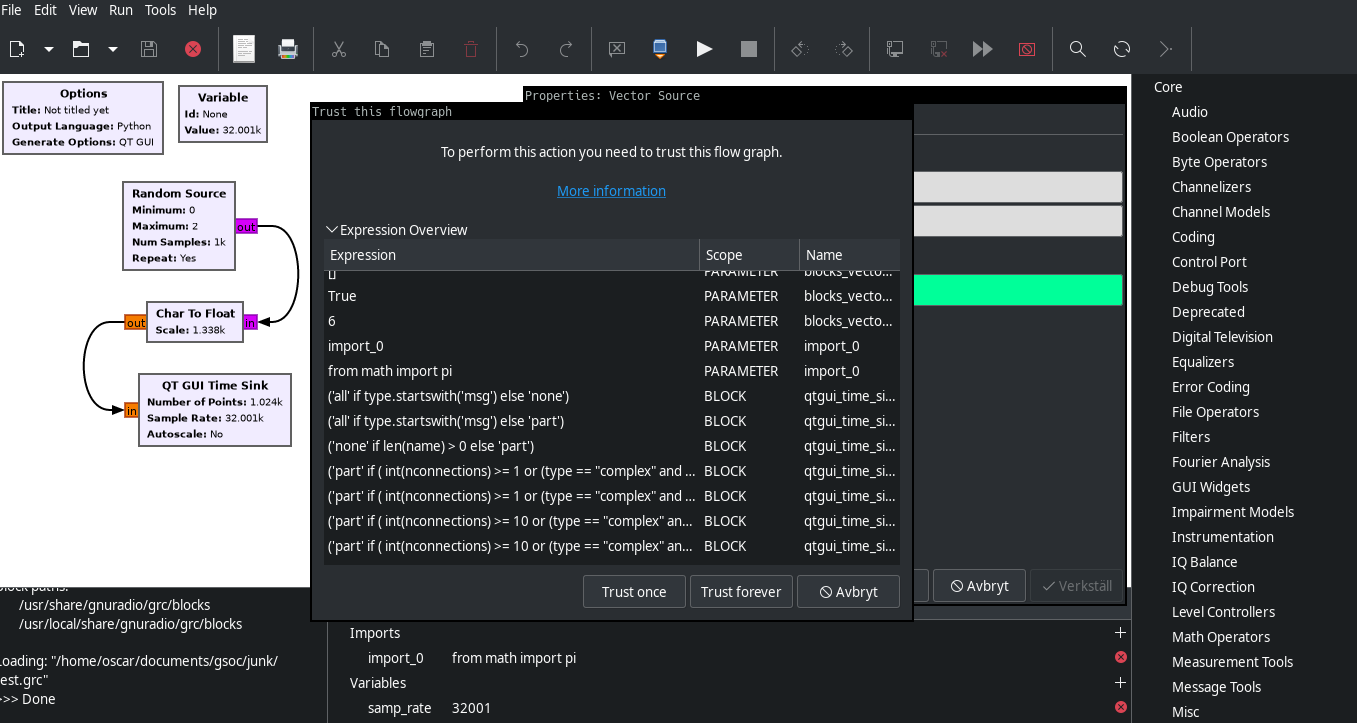 File Edit View Run Tools Help
Properties: Vector Source
Trust this flowgraph
Options
Title: Not titled yet
Output Language: Python
Generate Options: QT GUI
Variable
Id: None
Value: 32.001k
Random Source
Minimum: 0
Maximum: 2
Num Samples: 1k
Repeat: Yes
out
Char To Float
Scale: 1.338k
out
in
QT GUI Time Sink
Number of Points: 1.024k
Sample Rate: 32.001k
Autoscale: No
in
To perform this action you need to trust this flow graph.
More information
Expression Overview
Expression Scope Name
[] PARAMETER blocks_vecto...
True PARAMETER blocks_vecto...
6 PARAMETER blocks_vecto...
import_0 PARAMETER import_0
from math import pi PARAMETER import_0
('all' if type.startswith('msg') else 'none') BLOCK qtgui_time_si...
('all' if type.startswith('msg') else 'part') BLOCK qtgui_time_si...
('none' if len(name) > 0 else 'part') BLOCK qtgui_time_si...
('part' if ( int(nconnections) >= 1 or (type == "complex" and ... BLOCK qtgui_time_si...
('part' if ( int(nconnections) >= 1 or (type == "complex" and ... BLOCK qtgui_time_si...
('part' if ( int(nconnections) >= 10 or (type == "complex" an... BLOCK qtgui_time_si...
('part' if ( int(nconnections) >= 10 or (type == "complex" an... BLOCK qtgui_time_si...
Trust once Trust forever Avbryt
Avbryt Verkställ
Core
Audio
Boolean Operators
Byte Operators
Channelizers
Channel Models
Coding
Control Port
Debug Tools
Deprecated
Digital Television
Equalizers
Error Coding
File Operators
Filters
Fourier Analysis
GUI Widgets
Impairment Models
Instrumentation
IQ Balance
IQ Correction
Level Controllers
Math Operators
Measurement Tools
Message Tools
Misc
paths:
/usr/share/gnuradio/grc/blocks
/usr/local/share/gnuradio/grc/blocks
oading: "/home/oscar/documents/gsoc/junk/
est.grc"
>>> Done
Imports
import_0 from math import pi
Variables
samp_rate 32001